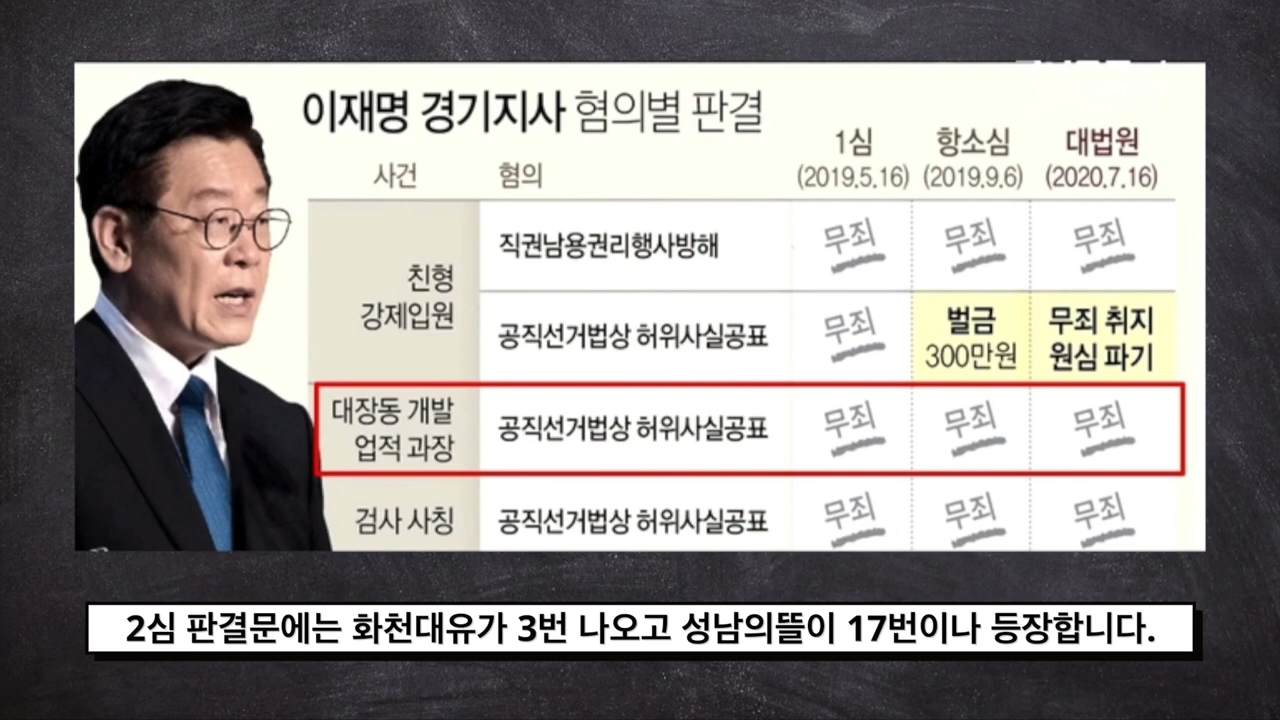 이재명 경기지사 혐의별 판결
사건 혐의 1심 항소심 대법원
(2019.5.16) (2019.9.6) (2020.7.16)
친형
강제입원
직권남용권리행사방해 무죄 무죄 무죄
공직선거법상 허위사실공표 무죄 벌금 300만원 무죄 취지 원심 파기
대장동 개발
업적 과장
공직선거법상 허위사실공표 무죄 무죄 무죄
검사 사칭 공직선거법상 허위사실공표 무죄 무죄 무죄
2심 판결문에는 화천대유가 3번 나오고 성남의뜰이 17번이나 등장합니다.